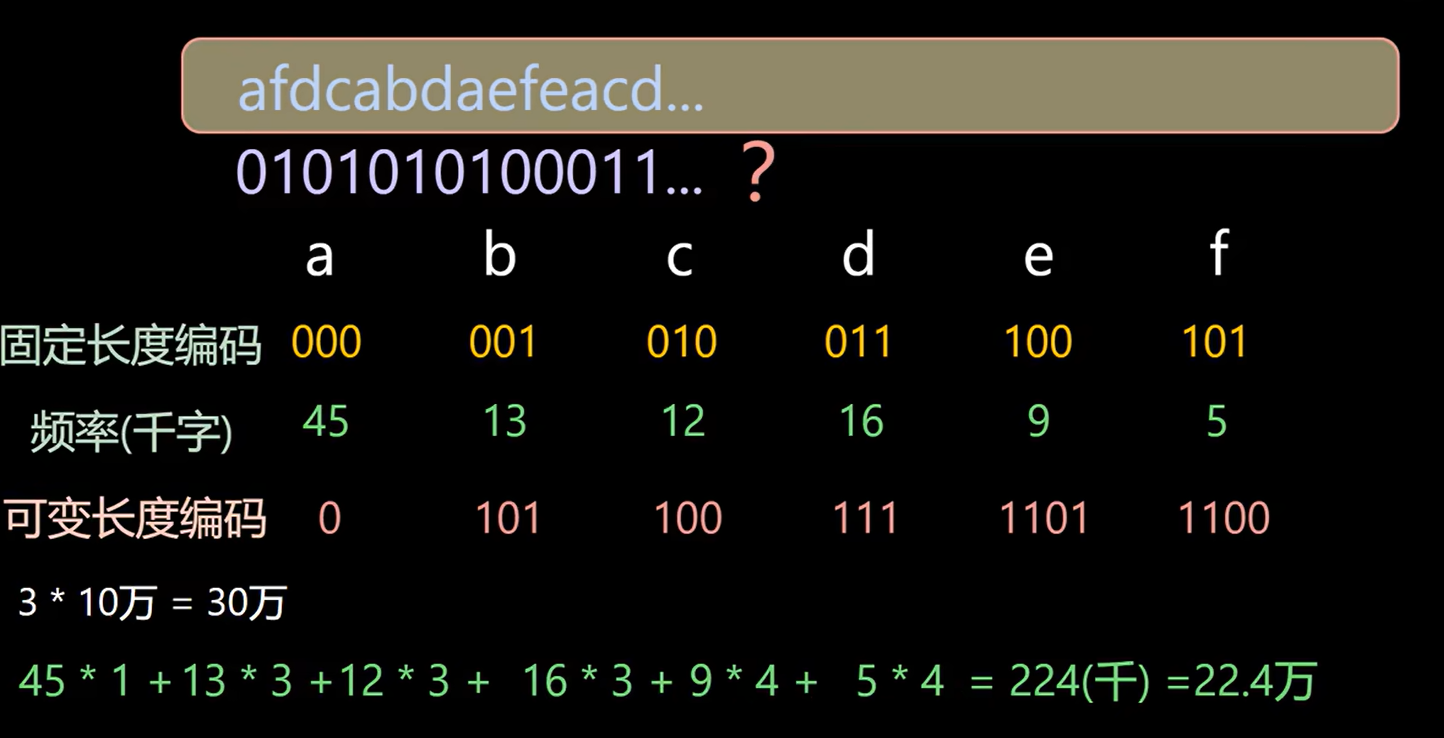 afdcabdaefeacd...
0101010100011... ?
a b c d e f
固定长度编码 000 001 010 011 100 101
频率(千字) 45 13 12 16 9 5
可变长度编码 0 101 100 111 1101 1100
3 * 10万 = 30万
45 * 1 +13 * 3 +12 * 3 + 16 * 3 + 9 * 4 + 5 * 4 = 224(千) =22.4万